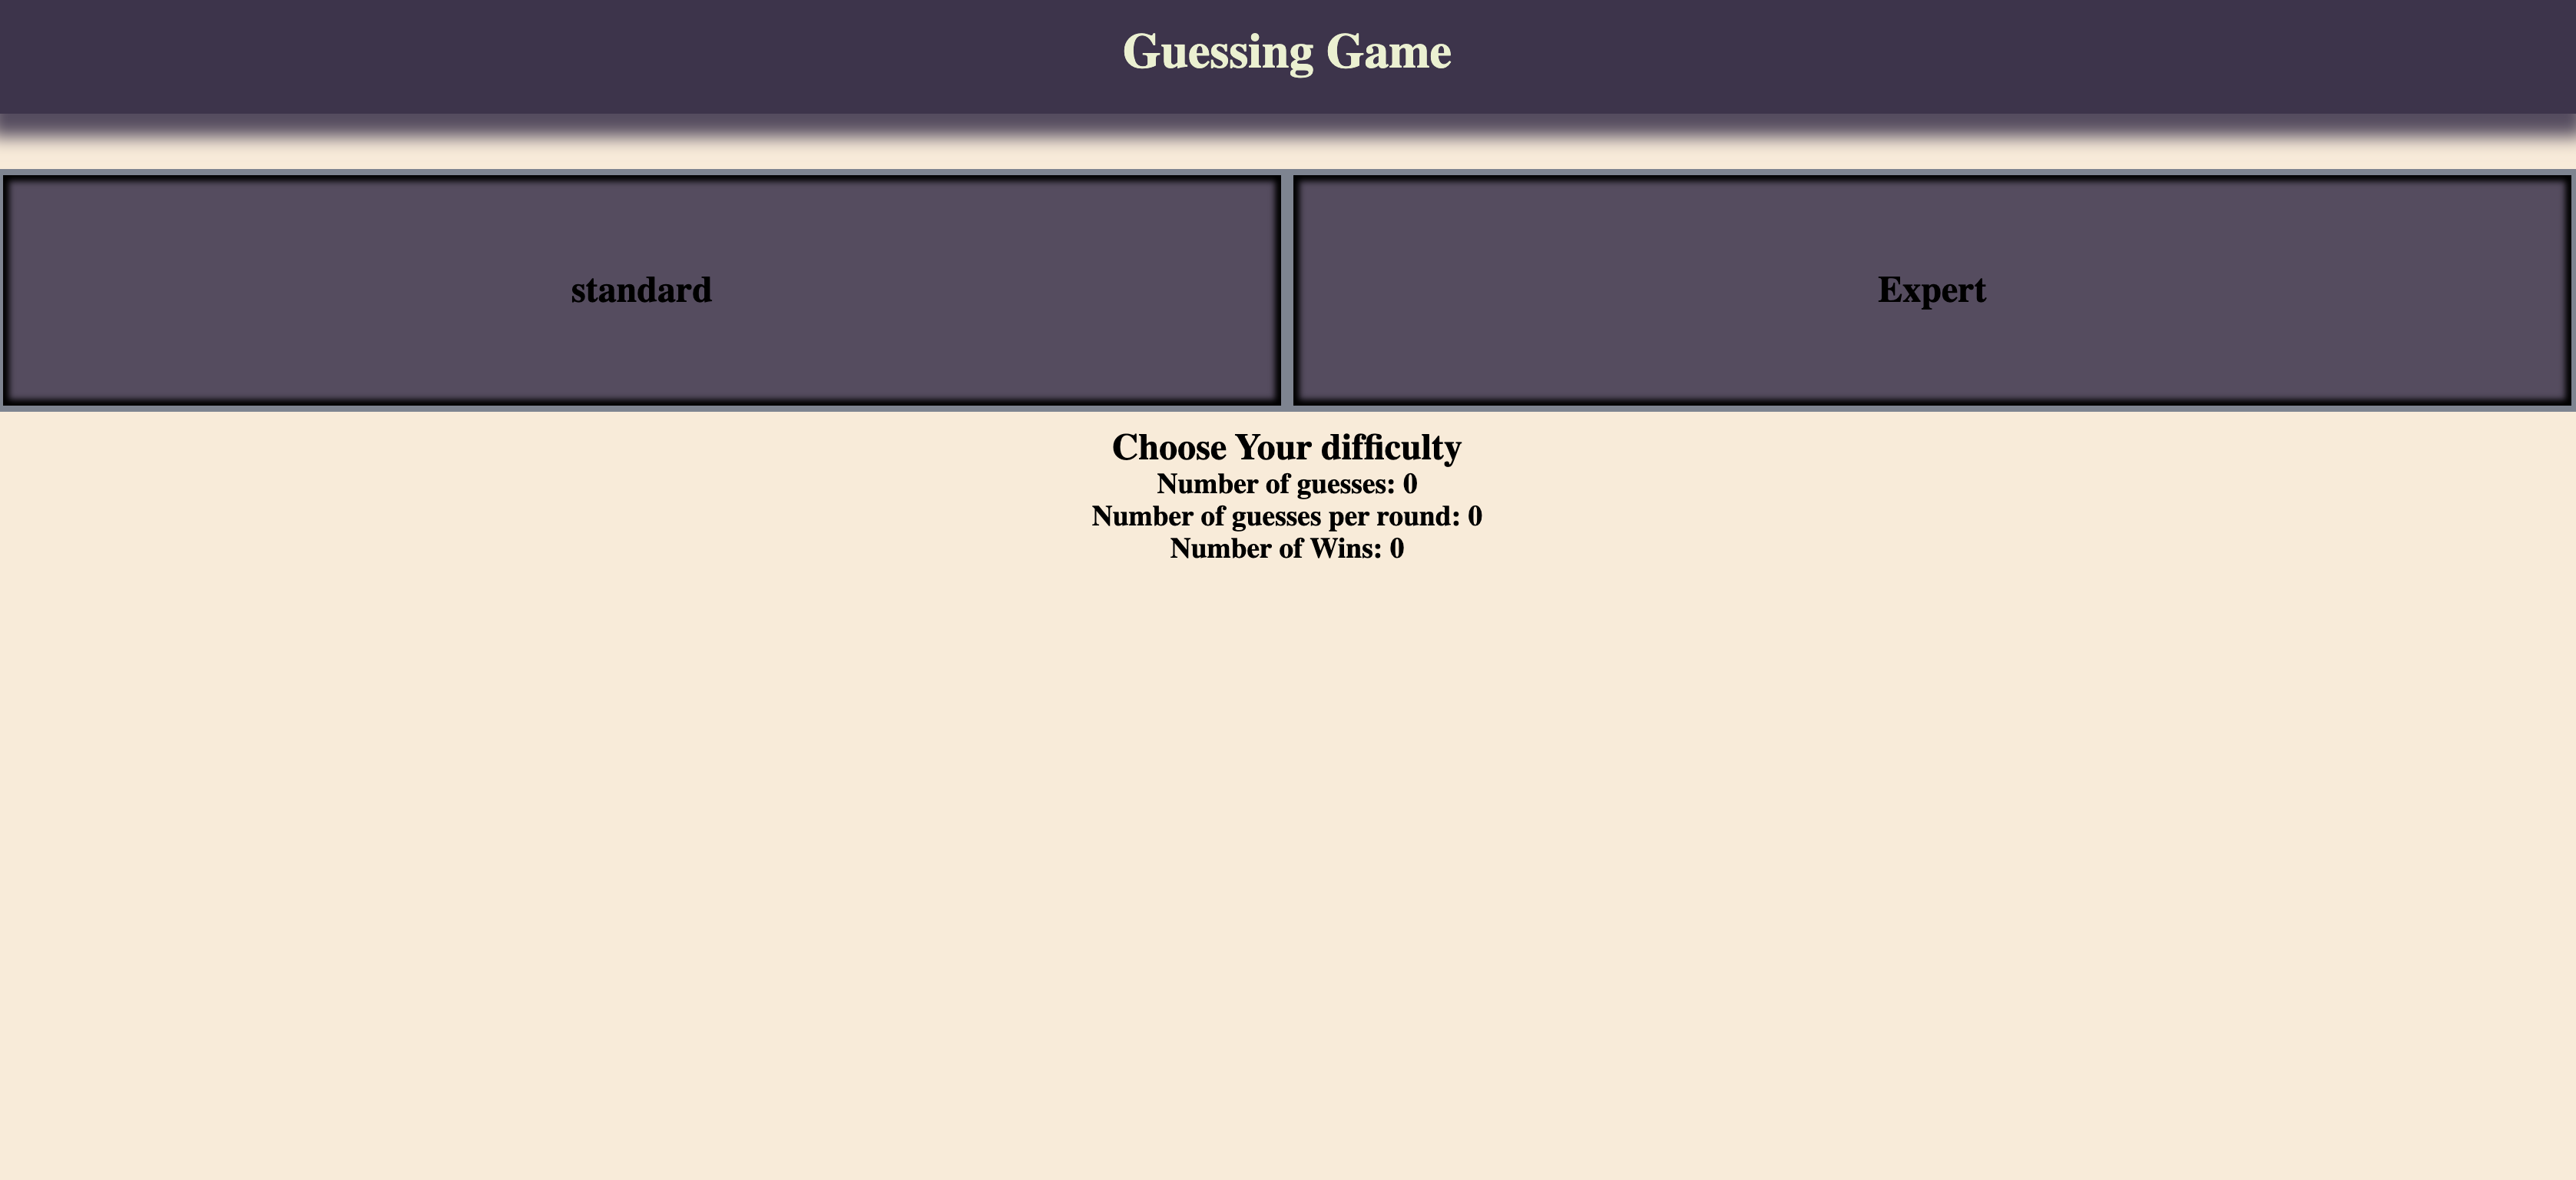 Guessing Game
standard
Expert
Choose Your difficulty
Number of guesses: 0
Number of guesses per round: 0
Number of Wins: 0